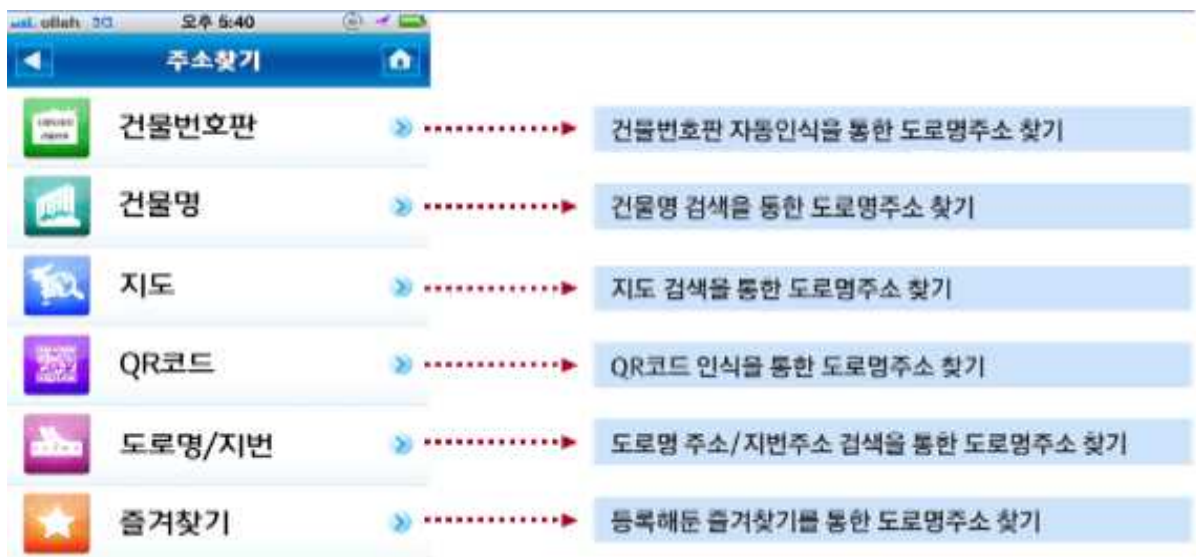 olleh 3G 오후 5:40
주소찾기
건물번호판
건물번호판 자동인식을 통한 도로명주소 찾기
건물명
건물명 검색을 통한 도로명주소 찾기
지도
지도 검색을 통한 도로명주소 찾기
QR코드
QR코드 인식을 통한 도로명주소 찾기
도로명/지번
도로명 주소/지번주소 검색을 통한 도로명주소 찾기
즐겨찾기
등록해둔 즐겨찾기를 통한 도로명주소 찾기